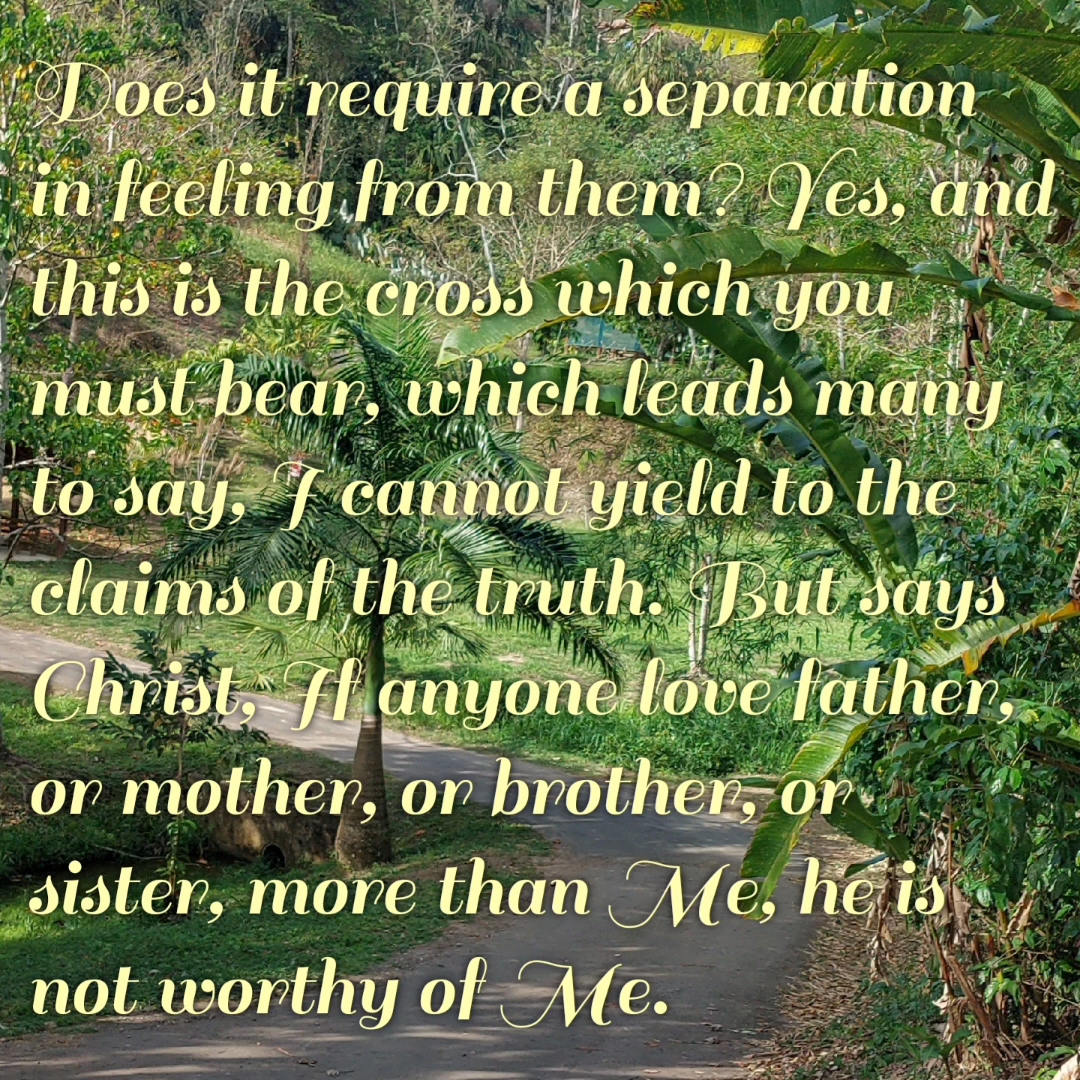 Does it require a separation
in feeling from them? Yes, and
this is the cross which you
must bear, which leads many
to say, I cannot yield to the
claims of the truth. But says
Christ, If anyone love father,
or mother, or brother, or
sister, more than Me, he is
not worthy of Me.